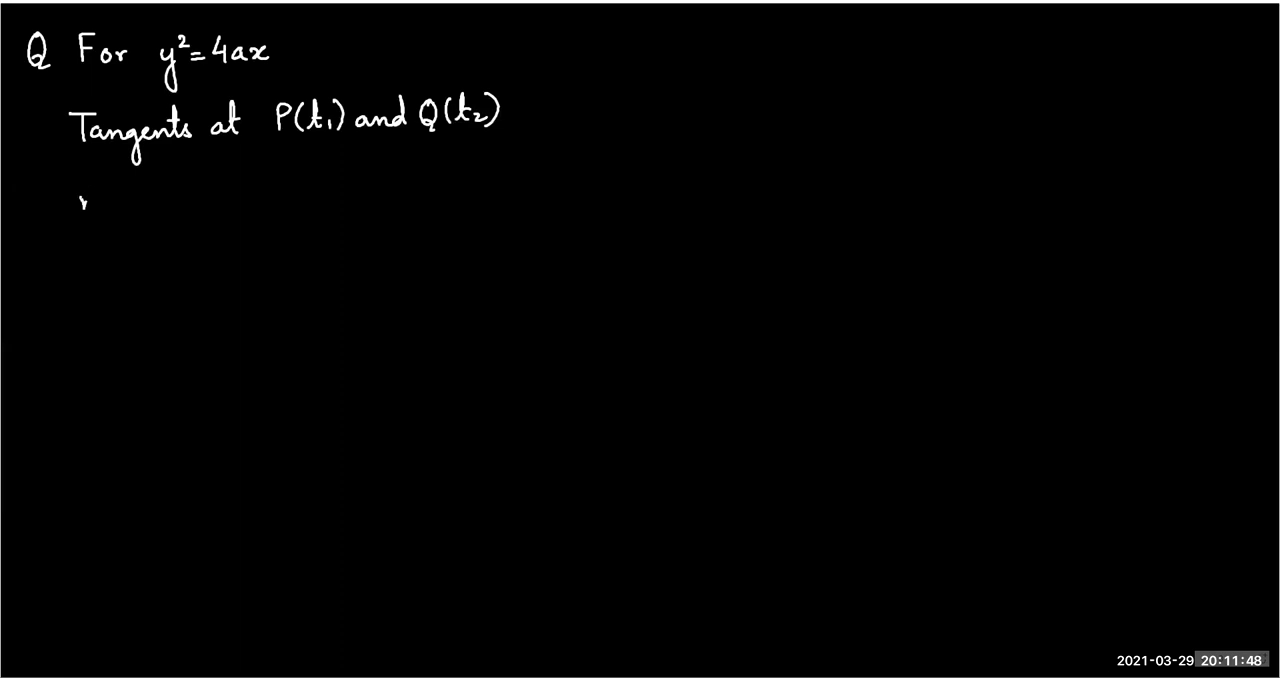 Q For y²=4ax
Tangents at P(t₁) and Q(t₂)
2021-03-29 20:11:48